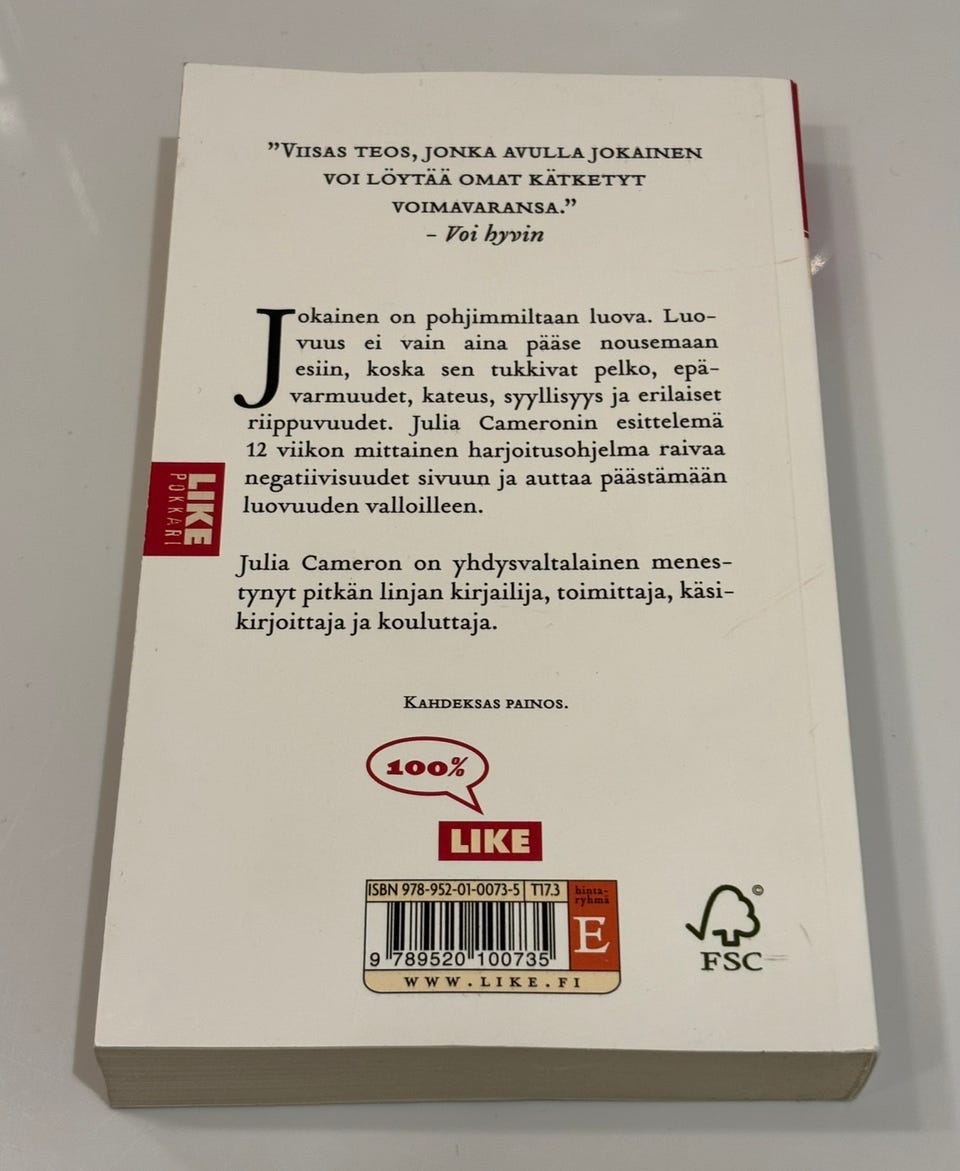 ”Viisas teos, jonka avulla jokainen
voi löytää omat kätketyt
voimavaransa.”
– Voi hyvin
Jokainen on pohjimmiltaan luova. Luo-
vuus ei vain aina pääse nousemaan
esiin, koska sen tukkivat pelko, epä-
varmuudet, kateus, syyllisyys ja erilaiset
riippuvuudet. Julia Cameronin esittelemä
12 viikon mittainen harjoitusohjelma raivaa
negatiivisuudet sivuun ja auttaa päästämään
luovuuden valloilleen.
LIKE
POKKARI
Julia Cameron on yhdysvaltalainen menes-
tynyt pitkän linjan kirjailija, toimittaja, käsi-
kirjoittaja ja kouluttaja.
Kahdeksas painos.
100%
LIKE
ISBN 978-952-01-0073-5 T17.3
hinta-
ryhmä
E
9 789520 100735
WWW.LIKE.FI
©
FSC